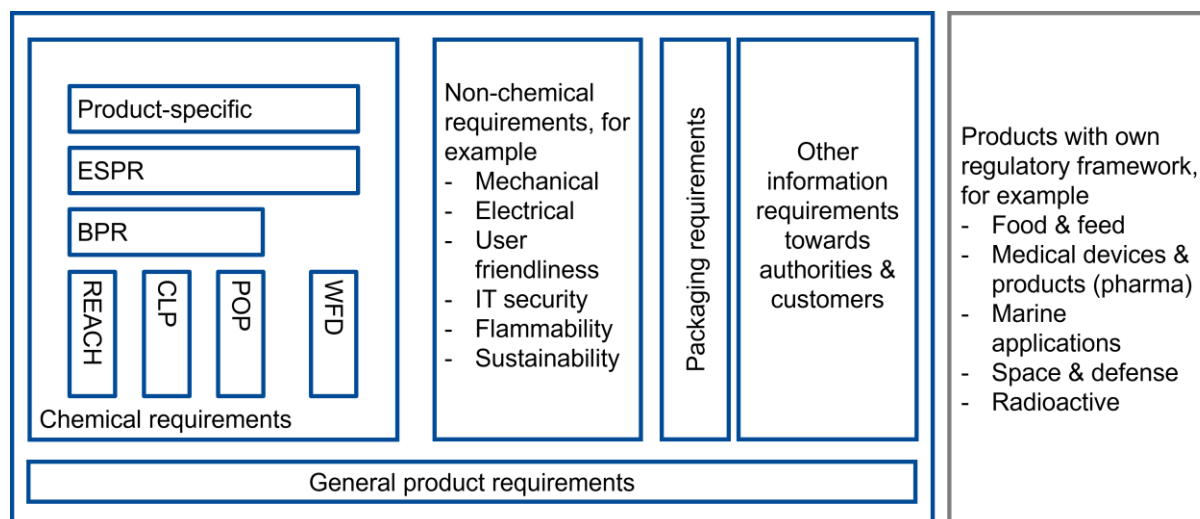 Product-specific
ESPR
BPR
REACH
CLP
POP
WFD
Chemical requirements
Non-chemical
requirements, for
example
- Mechanical
- Electrical
- User
friendliness
- IT security
- Flammability
- Sustainability
Packaging requirements
Other
information
requirements
towards
authorities &
customers
General product requirements
Products with own
regulatory framework,
for example
- Food & feed
- Medical devices &
products (pharma)
- Marine
applications
- Space & defense
- Radioactive